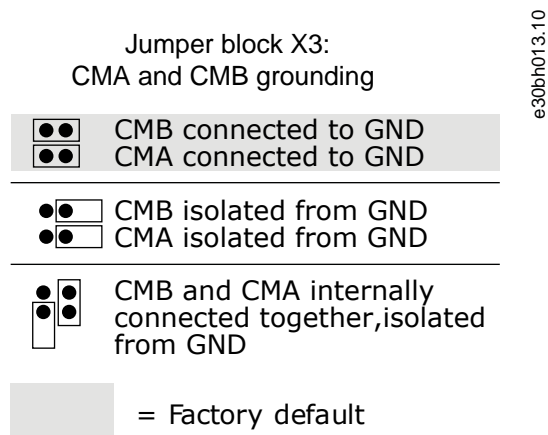 Jumper block X3:
CMA and CMB grounding
e30bh013.10
CMB connected to GND
CMA connected to GND
CMB isolated from GND
CMA isolated from GND
CMB and CMA internally
connected together,isolated
from GND
= Factory default